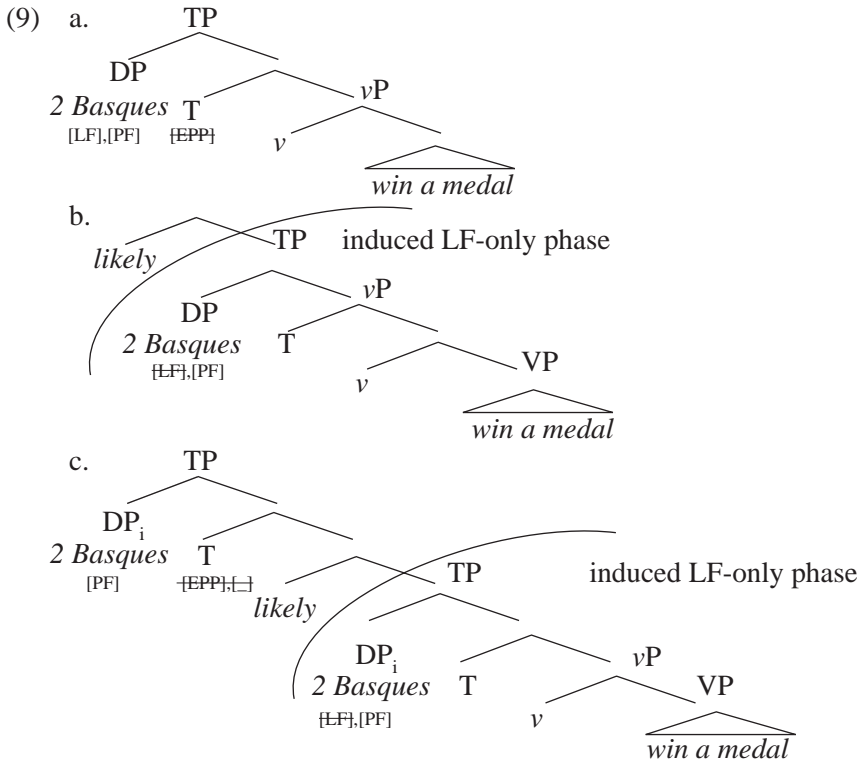 (9) a. TP
DP
2 Basques T vP
[LF],[PF] [EPP]
v
win a medal
b.
likely TP induced LF-only phase
DP vP
2 Basques T
[LF],[PF]
v VP
win a medal
c. TP
DPi
2 Basques T
[PF] [EPP],[_]
likely TP induced LF-only phase
DPi vP
2 Basques T VP
[LF],[PF] v
win a medal